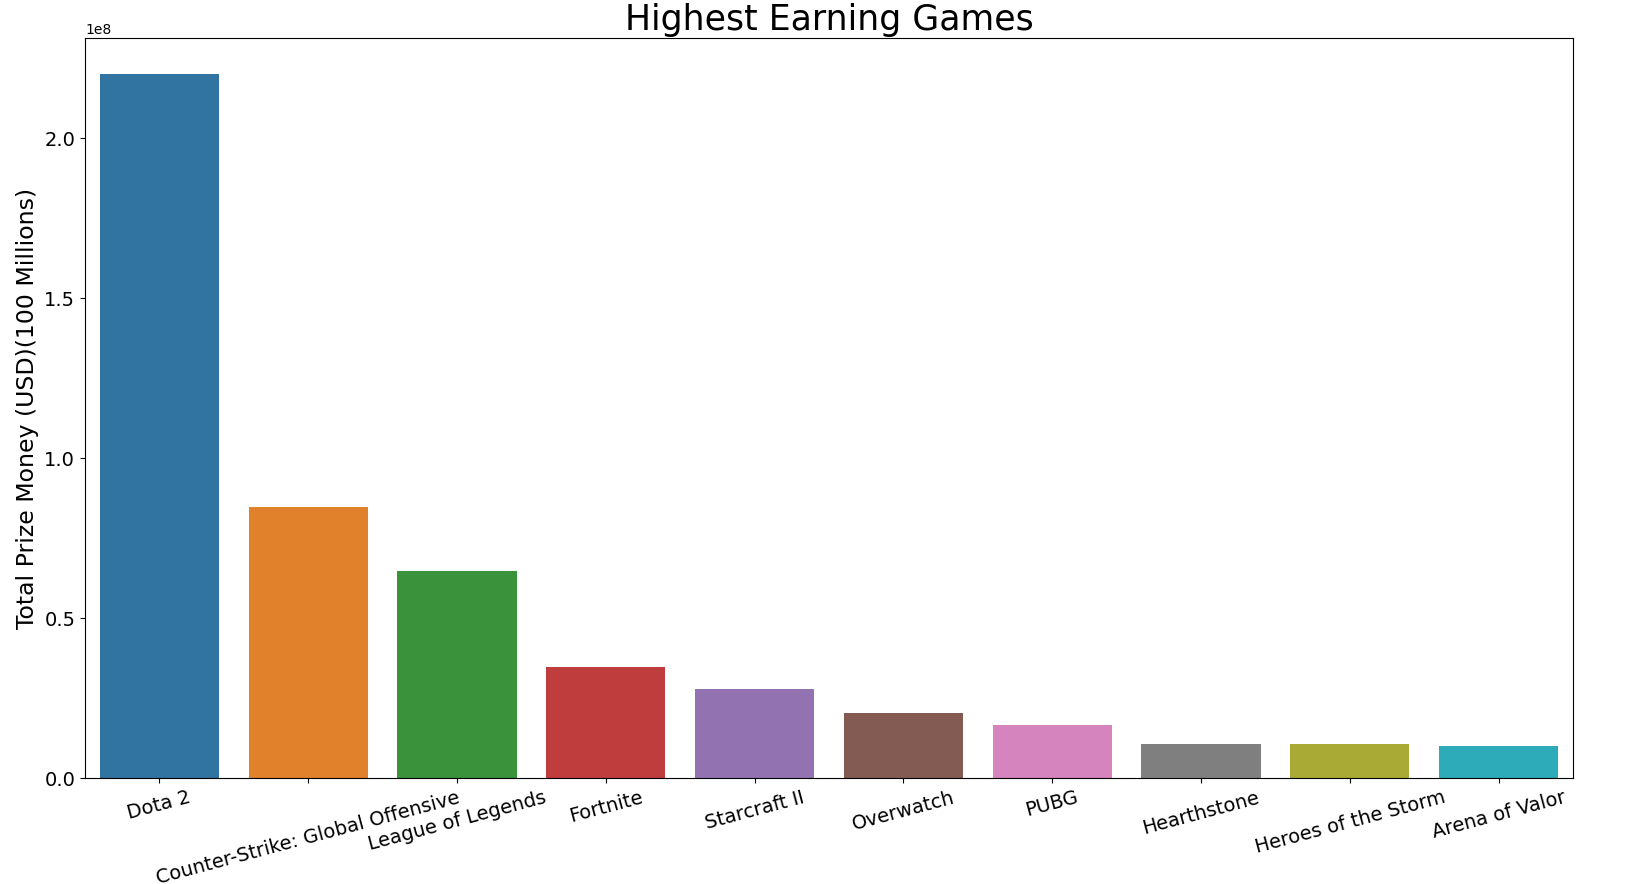 Highest Earning Games
1e8
Total Prize Money (USD)(100 Millions)
2.0
1.5
1.0
0.5
0.0
Dota 2
Counter-Strike: Global Offensive
League of Legends
Fortnite
Starcraft II
Overwatch
PUBG
Hearthstone
Heroes of the Storm
Arena of Valor